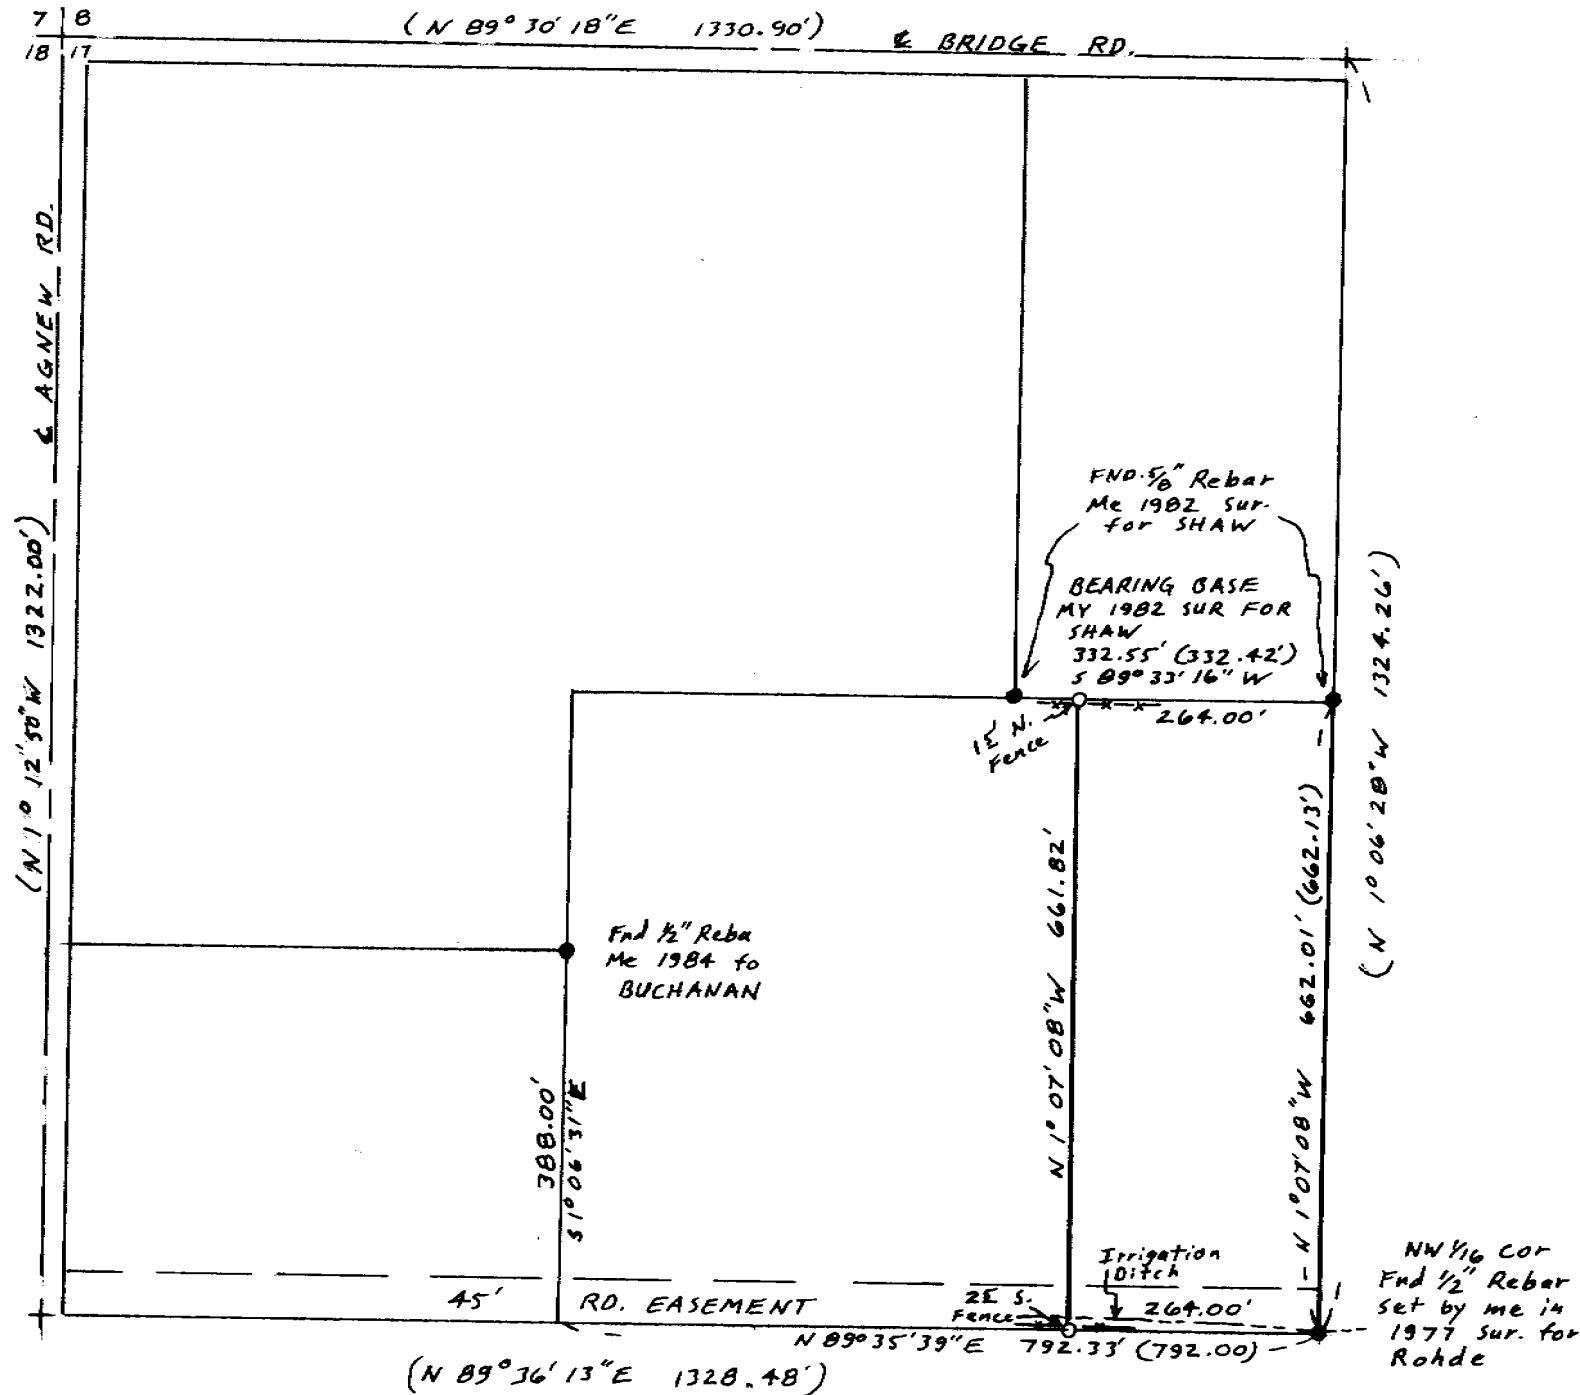 7 | 8
18 | 17
(N 89° 30' 18" E 1330.90')
℄ BRIDGE RD.
℄ AGNEW RD.
(N 1° 12' 50" W 1322.00')
FND. 5/8" Rebar
Me 1982 Sur.
for SHAW
BEARING BASE
MY 1982 SUR FOR
SHAW
332.55' (332.42')
S 89° 33' 16" W
264.00'
N.
Fence
(N 1° 06' 28" W 1324.26')
N 1° 07' 08" W 661.82'
N 1° 07' 08" W 662.01' (662.13')
Fnd 1/2" Reba
Me 1984 fo
BUCHANAN
388.00'
S 1° 06' 31" E
Irrigation
Ditch
45' RD. EASEMENT
S.
Fence
264.00'
N 89° 35' 39" E 792.33' (792.00)
(N 89° 36' 13" E 1328.48')
NW 1/16 Cor
Fnd 1/2" Rebar
set by me in
1977 Sur. for
Rohde